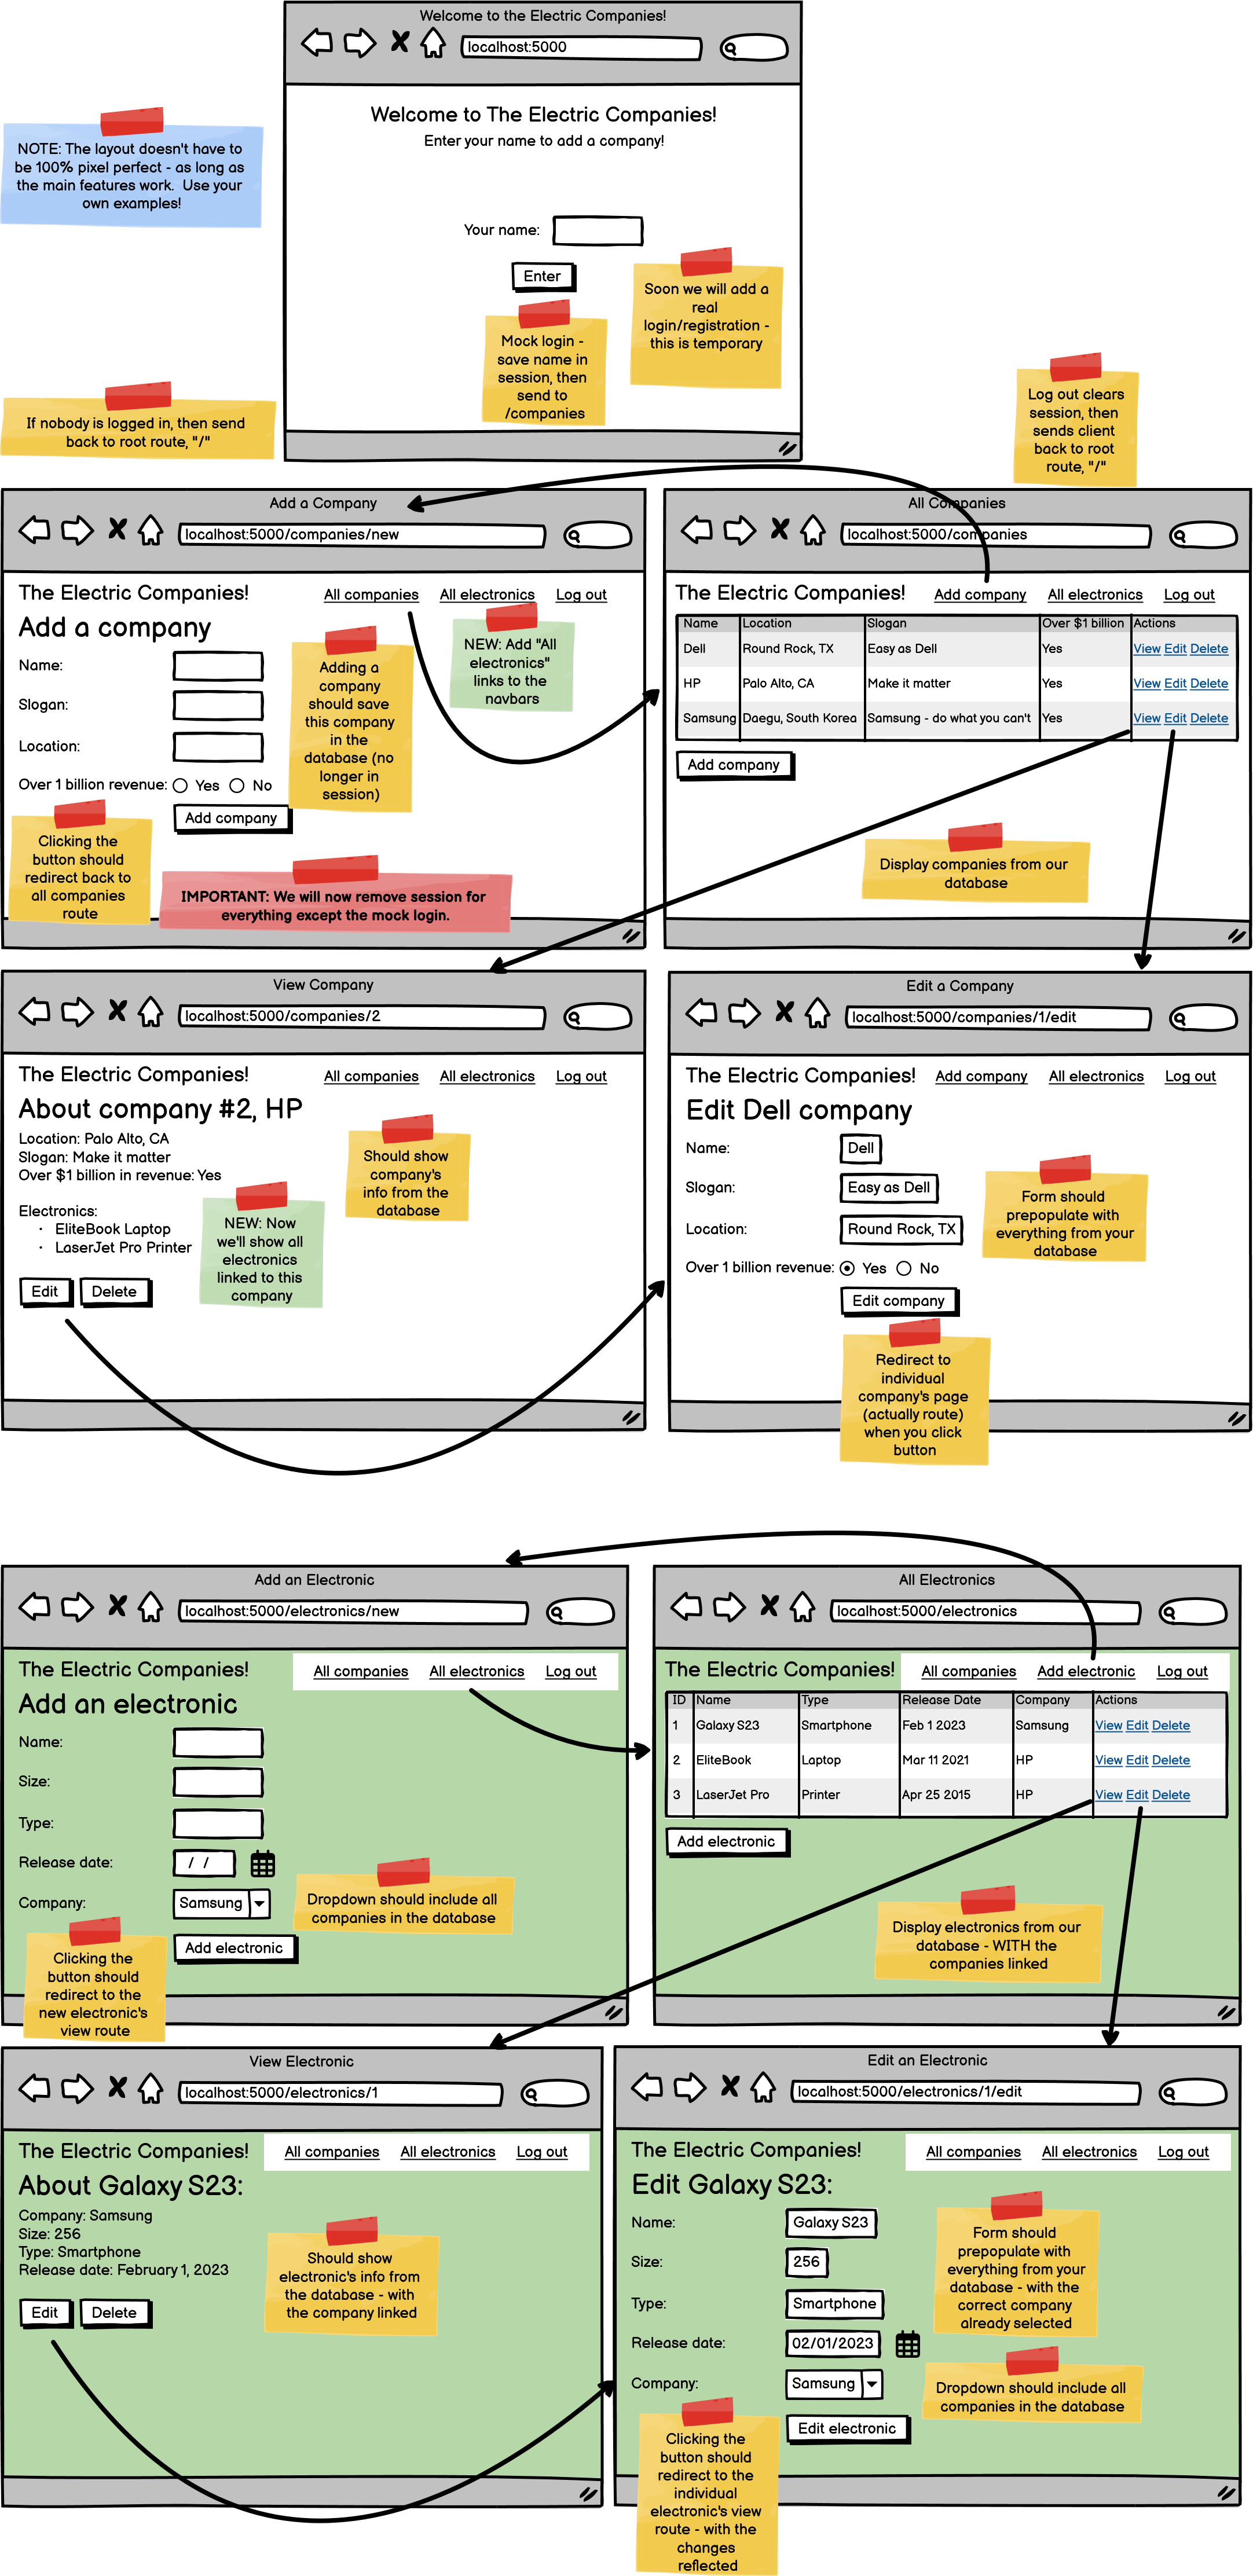 Welcome to the Electric Companies!
localhost:5000
Welcome to The Electric Companies!
Enter your name to add a company!
Your name:
Enter
NOTE: The layout doesn't have to
be 100% pixel perfect - as long as
the main features work. Use your
own examples!
Soon we will add a
real
login/registration -
this is temporary
Mock login -
save name in
session, then
send to
/companies
If nobody is logged in, then send
back to root route, "/"
Log out clears
session, then
sends client
back to root
route, "/"
Add a Company
localhost:5000/companies/new
The Electric Companies!
All companies All electronics Log out
Add a company
Name:
Slogan:
Location:
Over 1 billion revenue: Yes No
Add company
Adding a
company
should save
this company
in the
database (no
longer in
session)
NEW: Add "All
electronics"
links to the
navbars
Clicking the
button should
redirect back to
all companies
route
IMPORTANT: We will now remove session for
everything except the mock login.
All Companies
localhost:5000/companies
The Electric Companies!
Add company All electronics Log out
Name Location Slogan Over $1 billion Actions
Dell Round Rock, TX Easy as Dell Yes View Edit Delete
HP Palo Alto, CA Make it matter Yes View Edit Delete
Samsung Daegu, South Korea Samsung - do what you can't Yes View Edit Delete
Add company
Display companies from our
database
View Company
localhost:5000/companies/2
The Electric Companies!
All companies All electronics Log out
About company #2, HP
Location: Palo Alto, CA
Slogan: Make it matter
Over $1 billion in revenue: Yes
Electronics:
· EliteBook Laptop
· LaserJet Pro Printer
Edit Delete
Should show
company's
info from the
database
NEW: Now
we'll show all
electronics
linked to this
company
Edit a Company
localhost:5000/companies/1/edit
The Electric Companies!
Add company All electronics Log out
Edit Dell company
Name: Dell
Slogan: Easy as Dell
Location: Round Rock, TX
Over 1 billion revenue: Yes No
Edit company
Form should
prepopulate with
everything from your
database
Redirect to
individual
company's page
(actually route)
when you click
button
Add an Electronic
localhost:5000/electronics/new
The Electric Companies!
All companies All electronics Log out
Add an electronic
Name:
Size:
Type:
Release date: / /
Company: Samsung
Add electronic
Dropdown should include all
companies in the database
Clicking the
button should
redirect to the
new electronic's
view route
All Electronics
localhost:5000/electronics
The Electric Companies!
All companies Add electronic Log out
ID Name Type Release Date Company Actions
1 Galaxy S23 Smartphone Feb 1 2023 Samsung View Edit Delete
2 EliteBook Laptop Mar 11 2021 HP View Edit Delete
3 LaserJet Pro Printer Apr 25 2015 HP View Edit Delete
Add electronic
Display electronics from our
database - WITH the
companies linked
View Electronic
localhost:5000/electronics/1
The Electric Companies!
All companies All electronics Log out
About Galaxy S23:
Company: Samsung
Size: 256
Type: Smartphone
Release date: February 1, 2023
Edit Delete
Should show
electronic's info from
the database - with
the company linked
Edit an Electronic
localhost:5000/electronics/1/edit
The Electric Companies!
All companies All electronics Log out
Edit Galaxy S23:
Name: Galaxy S23
Size: 256
Type: Smartphone
Release date: 02/01/2023
Company: Samsung
Edit electronic
Form should
prepopulate with
everything from your
database - with the
correct company
already selected
Dropdown should include all
companies in the database
Clicking the
button should
redirect to the
individual
electronic's view
route - with the
changes
reflected